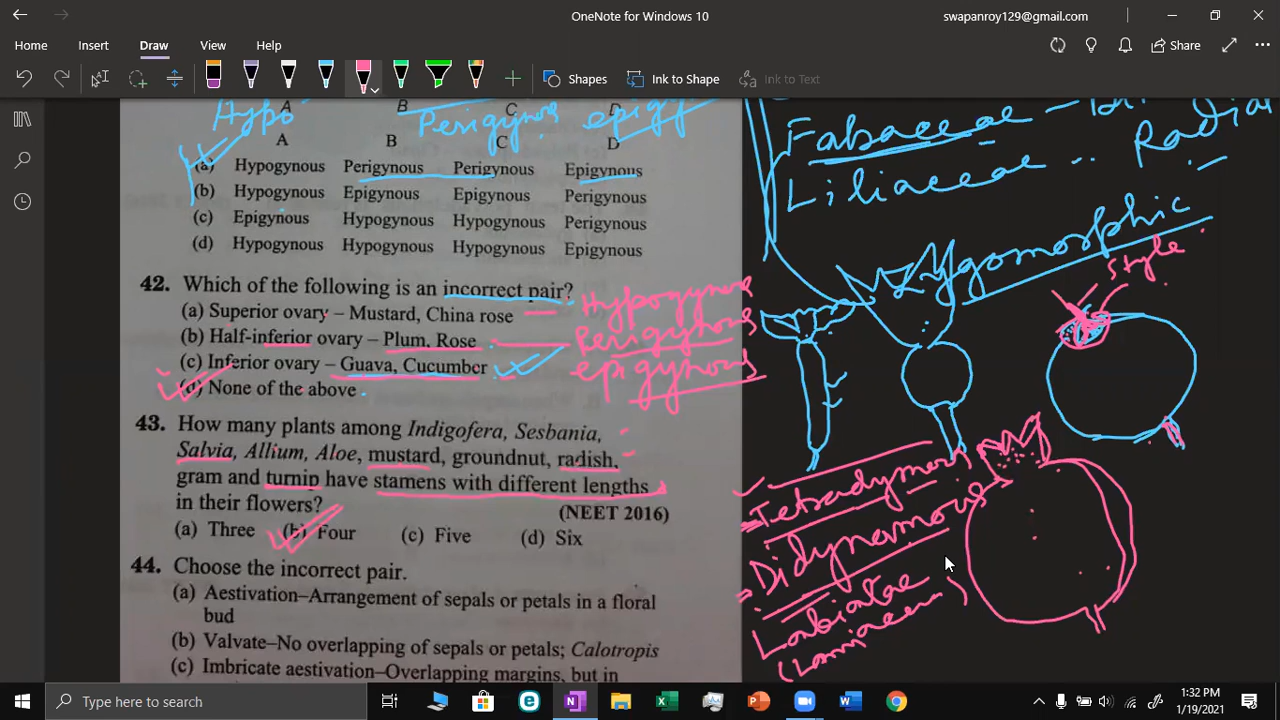 OneNote for Windows 10
swapanroy129@gmail.com
Home Insert Draw View Help
Share
Shapes
Ink to Shape
Ink to Text
A B C D
Hypo Perigynous epigy
A B C D
(a) Hypogynous Perigynous Perigynous Epigynous
(b) Hypogynous Epigynous Epigynous Perigynous
(c) Epigynous Hypogynous Hypogynous Perigynous
(d) Hypogynous Hypogynous Hypogynous Epigynous
42. Which of the following is an incorrect pair?
(a) Superior ovary – Mustard, China rose
(b) Half-inferior ovary – Plum, Rose
(c) Inferior ovary – Guava, Cucumber
(d) None of the above
Hypogynous
Perigynous
epigynous
43. How many plants among Indigofera, Sesbania,
Salvia, Allium, Aloe, mustard, groundnut, radish,
gram and turnip have stamens with different lengths
in their flowers?
(NEET 2016)
(a) Three (b) Four (c) Five (d) Six
44. Choose the incorrect pair.
(a) Aestivation–Arrangement of sepals or petals in a floral
bud
(b) Valvate–No overlapping of sepals or petals; Calotropis
(c) Imbricate aestivation–Overlapping margins, but in
Fabaceae –
Liliaceae Radial
Zygomorphic
Style
Tetradymous
Didynamous
Labiatae
Type here to search
1:32 PM
1/19/2021